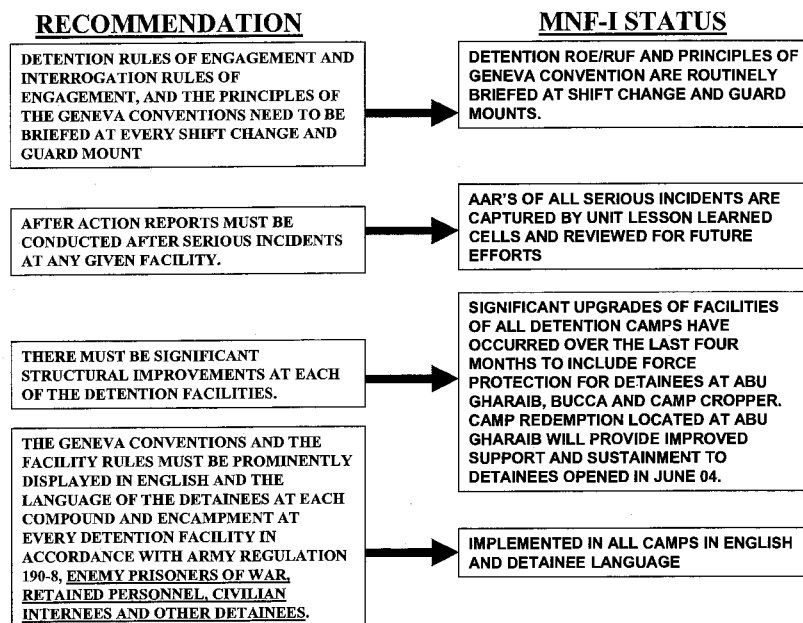 RECOMMENDATION
DETENTION RULES OF ENGAGEMENT AND
INTERROGATION RULES OF
ENGAGEMENT, AND THE PRINCIPLES OF
THE GENEVA CONVENTIONS NEED TO BE
BRIEFED AT EVERY SHIFT CHANGE AND
GUARD MOUNT
AFTER ACTION REPORTS MUST BE
CONDUCTED AFTER SERIOUS INCIDENTS
AT ANY GIVEN FACILITY.
THERE MUST BE SIGNIFICANT
STRUCTURAL IMPROVEMENTS AT EACH
OF THE DETENTION FACILITIES.
THE GENEVA CONVENTIONS AND THE
FACILITY RULES MUST BE PROMINENTLY
DISPLAYED IN ENGLISH AND THE
LANGUAGE OF THE DETAINEES AT EACH
COMPOUND AND ENCAMPMENT AT
EVERY DETENTION FACILITY IN
ACCORDANCE WITH ARMY REGULATION
190-8, ENEMY PRISONERS OF WAR,
RETAINED PERSONNEL, CIVILIAN
INTERNEES AND OTHER DETAINEES.
MNF-I STATUS
DETENTION ROE/RUF AND PRINCIPLES OF
GENEVA CONVENTION ARE ROUTINELY
BRIEFED AT SHIFT CHANGE AND GUARD
MOUNTS.
AAR'S OF ALL SERIOUS INCIDENTS ARE
CAPTURED BY UNIT LESSON LEARNED
CELLS AND REVIEWED FOR FUTURE
EFFORTS
SIGNIFICANT UPGRADES OF FACILITIES
OF ALL DETENTION CAMPS HAVE
OCCURRED OVER THE LAST FOUR
MONTHS TO INCLUDE FORCE
PROTECTION FOR DETAINEES AT ABU
GHARAIB, BUCCA AND CAMP CROPPER.
CAMP REDEMPTION LOCATED AT ABU
GHARAIB WILL PROVIDE IMPROVED
SUPPORT AND SUSTAINMENT TO
DETAINEES OPENED IN JUNE 04.
IMPLEMENTED IN ALL CAMPS IN ENGLISH
AND DETAINEE LANGUAGE